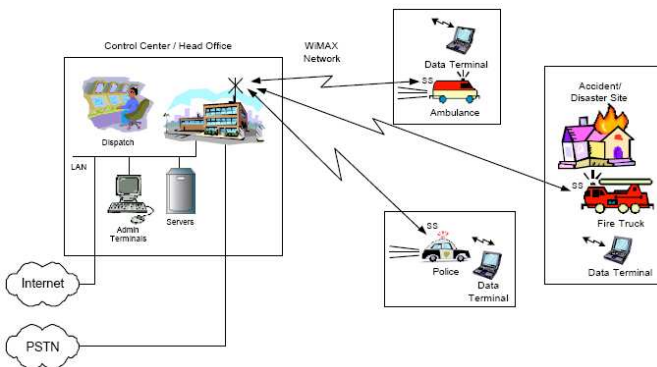 Control Center / Head Office
WiMAX
Network
Data Terminal
SS
Ambulance
Accident/
Disaster Site
Dispatch
LAN
Admin
Terminals
Servers
SS
Fire Truck
Data Terminal
SS
Police
Data
Terminal
Internet
PSTN